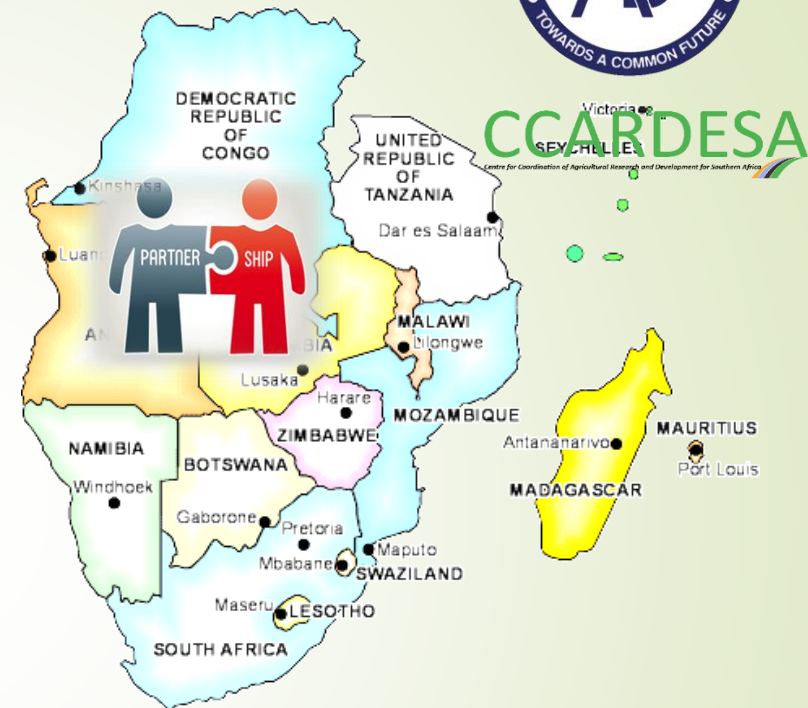 TOWARDS A COMMON FUTURE
Victoria
CCARDESA
SEYCHELLES
Centre for Coordination of Agricultural Research and Development for Southern Africa
DEMOCRATIC
REPUBLIC
OF
CONGO
UNITED
REPUBLIC
OF
TANZANIA
Kinshasa
Dar es Salaam
PARTNER
SHIP
MALAWI
Lilongwe
Lusaka
Harare
MOZAMBIQUE
ZIMBABWE
NAMIBIA
BOTSWANA
Windhoek
Gaborone
Pretoria
Mbabane
Maputo
SWAZILAND
Maseru
LESOTHO
SOUTH AFRICA
Antananarivo
MAURITIUS
Port Louis
MADAGASCAR